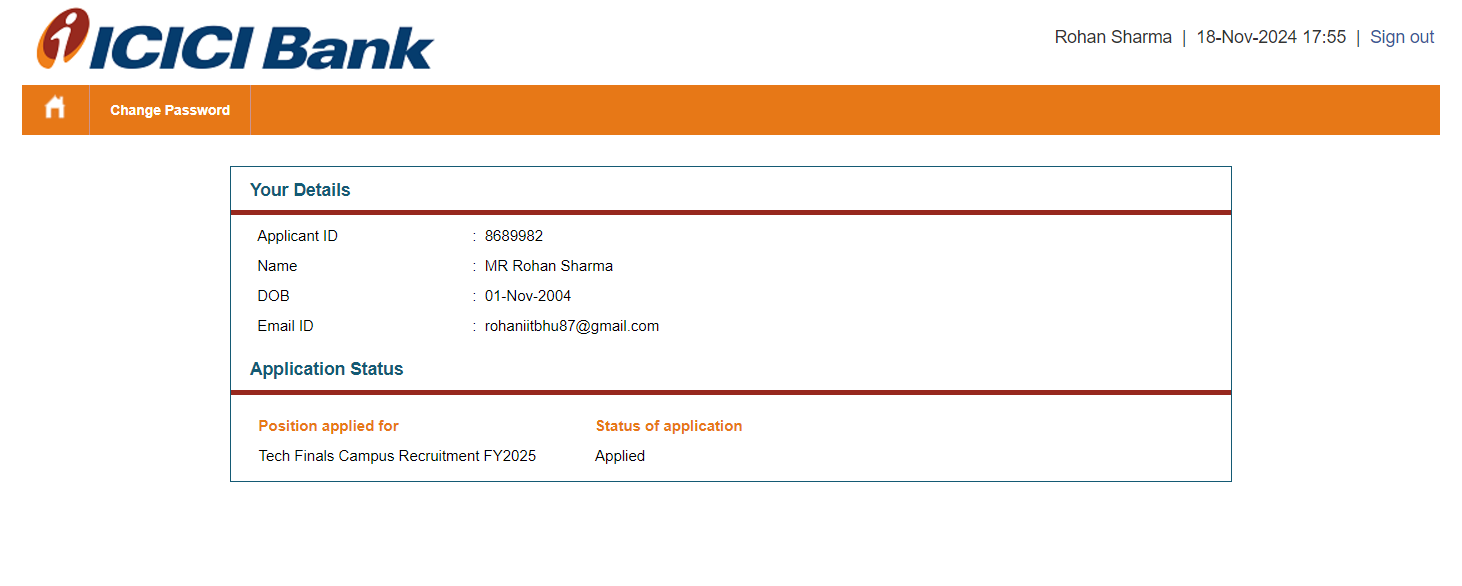 ICICI Bank
Rohan Sharma | 18-Nov-2024 17:55 | Sign out
Change Password
Your Details
Applicant ID : 8689982
Name : MR Rohan Sharma
DOB : 01-Nov-2004
Email ID : rohaniitbhu87@gmail.com
Application Status
Position applied for Status of application
Tech Finals Campus Recruitment FY2025 Applied